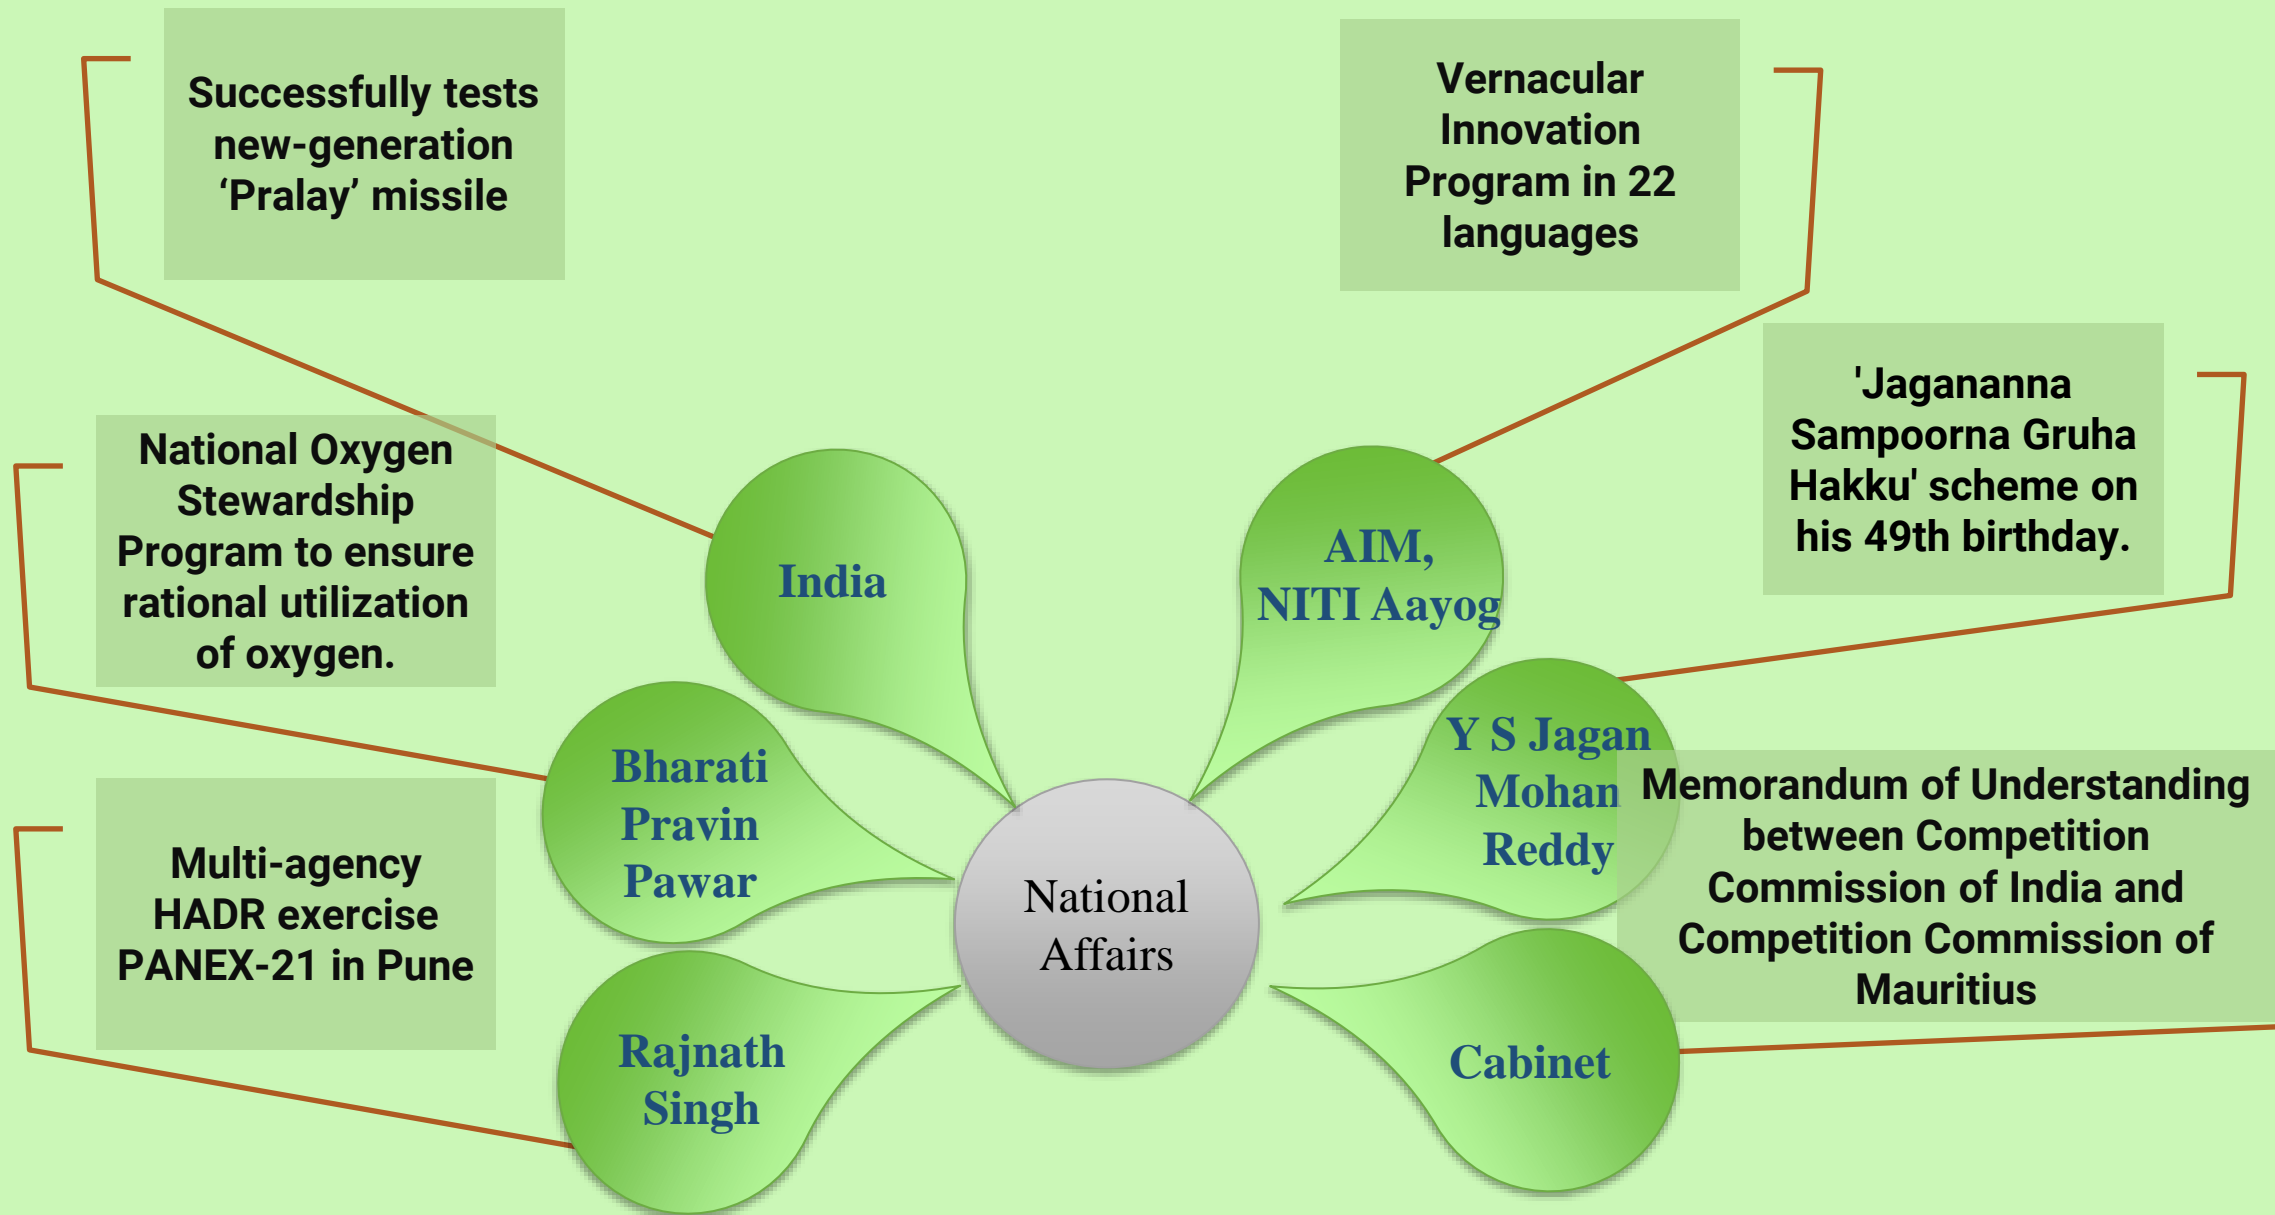 Successfully tests
new-generation
‘Pralay’ missile
Vernacular
Innovation
Program in 22
languages
'Jagananna
Sampoorna Gruha
Hakku' scheme on
his 49th birthday.
National Oxygen
Stewardship
Program to ensure
rational utilization
of oxygen.
India
AIM,
NITI Aayog
Bharati
Pravin
Pawar
Y S Jagan
Mohan
Reddy
Memorandum of Understanding
between Competition
Commission of India and
Competition Commission of
Mauritius
Multi-agency
HADR exercise
PANEX-21 in Pune
National
Affairs
Rajnath
Singh
Cabinet